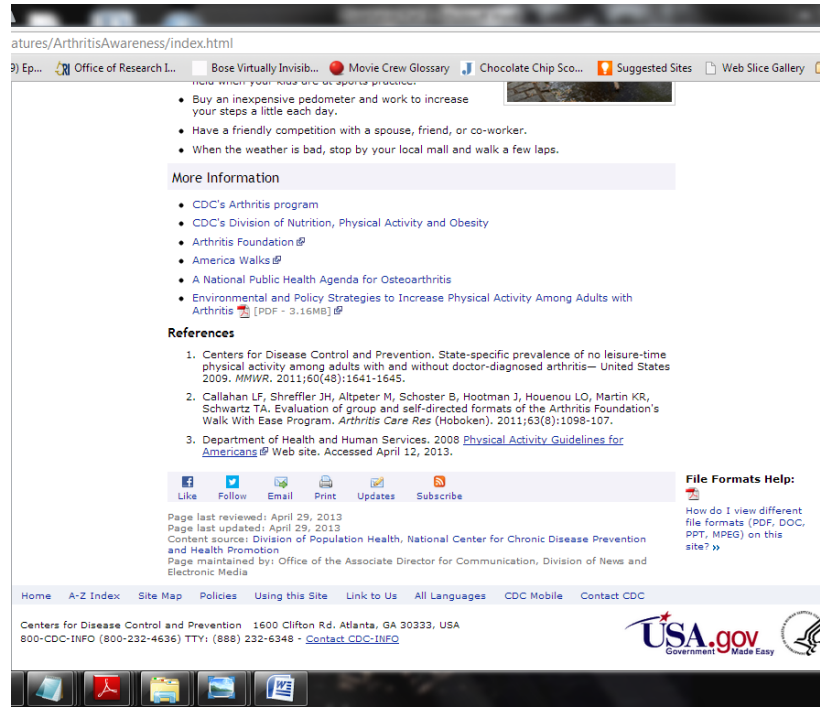 atures/ArthritisAwareness/index.html
9) Ep... Office of Research I... Bose Virtually Invisib... Movie Crew Glossary Chocolate Chip Sco... Suggested Sites Web Slice Gallery
field when your kids are at sports practice.
• Buy an inexpensive pedometer and work to increase
your steps a little each day.
• Have a friendly competition with a spouse, friend, or co-worker.
• When the weather is bad, stop by your local mall and walk a few laps.
More Information
• CDC's Arthritis program
• CDC's Division of Nutrition, Physical Activity and Obesity
• Arthritis Foundation
• America Walks
• A National Public Health Agenda for Osteoarthritis
• Environmental and Policy Strategies to Increase Physical Activity Among Adults with
Arthritis [PDF - 3.16MB]
References
1. Centers for Disease Control and Prevention. State-specific prevalence of no leisure-time
physical activity among adults with and without doctor-diagnosed arthritis— United States
2009. MMWR. 2011;60(48):1641-1645.
2. Callahan LF, Shreffler JH, Altpeter M, Schoster B, Hootman J, Houenou LO, Martin KR,
Schwartz TA. Evaluation of group and self-directed formats of the Arthritis Foundation's
Walk With Ease Program. Arthritis Care Res (Hoboken). 2011;63(8):1098-107.
3. Department of Health and Human Services. 2008 Physical Activity Guidelines for
Americans Web site. Accessed April 12, 2013.
Like Follow Email Print Updates Subscribe
File Formats Help:
How do I view different
file formats (PDF, DOC,
PPT, MPEG) on this
site? »
Page last reviewed: April 29, 2013
Page last updated: April 29, 2013
Content source: Division of Population Health, National Center for Chronic Disease Prevention
and Health Promotion
Page maintained by: Office of the Associate Director for Communication, Division of News and
Electronic Media
Home A-Z Index Site Map Policies Using this Site Link to Us All Languages CDC Mobile Contact CDC
Centers for Disease Control and Prevention 1600 Clifton Rd. Atlanta, GA 30333, USA
800-CDC-INFO (800-232-4636) TTY: (888) 232-6348 - Contact CDC-INFO
USA.gov
Government Made Easy